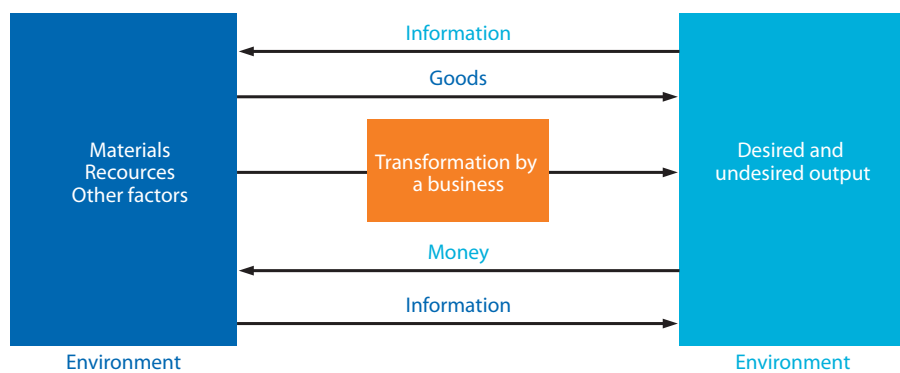 Information
Goods
Materials
Recources
Other factors
Transformation by
a business
Desired and
undesired output
Money
Information
Environment
Environment